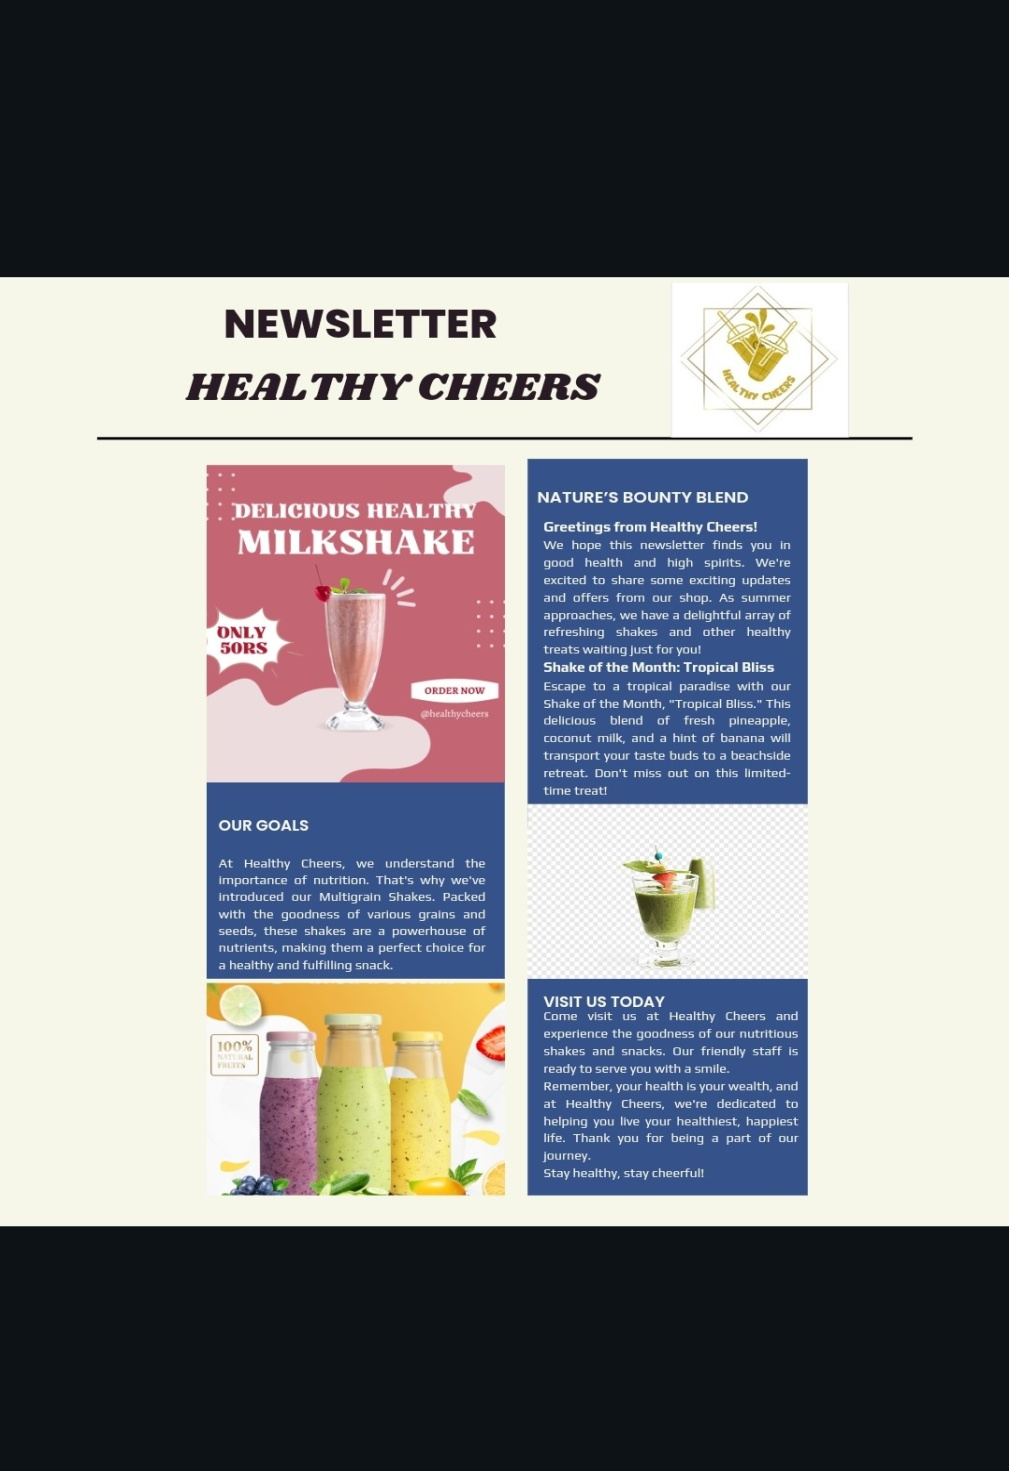 NEWSLETTER
HEALTHY CHEERS
HEALTHY CHEERS
DELICIOUS HEALTHY
MILKSHAKE
ONLY
50RS
ORDER NOW
@healthycheers
OUR GOALS
At Healthy Cheers, we understand the
importance of nutrition. That's why we've
introduced our Multigrain Shakes. Packed
with the goodness of various grains and
seeds, these shakes are a powerhouse of
nutrients, making them a perfect choice for
a healthy and fulfilling snack.
100%
NATURAL
FRUITS
NATURE’S BOUNTY BLEND
Greetings from Healthy Cheers!
We hope this newsletter finds you in
good health and high spirits. We're
excited to share some exciting updates
and offers from our shop. As summer
approaches, we have a delightful array of
refreshing shakes and other healthy
treats waiting just for you!
Shake of the Month: Tropical Bliss
Escape to a tropical paradise with our
Shake of the Month, "Tropical Bliss." This
delicious blend of fresh pineapple,
coconut milk, and a hint of banana will
transport your taste buds to a beachside
retreat. Don't miss out on this limited-
time treat!
VISIT US TODAY
Come visit us at Healthy Cheers and
experience the goodness of our nutritious
shakes and snacks. Our friendly staff is
ready to serve you with a smile.
Remember, your health is your wealth, and
at Healthy Cheers, we're dedicated to
helping you live your healthiest, happiest
life. Thank you for being a part of our
journey.
Stay healthy, stay cheerful!